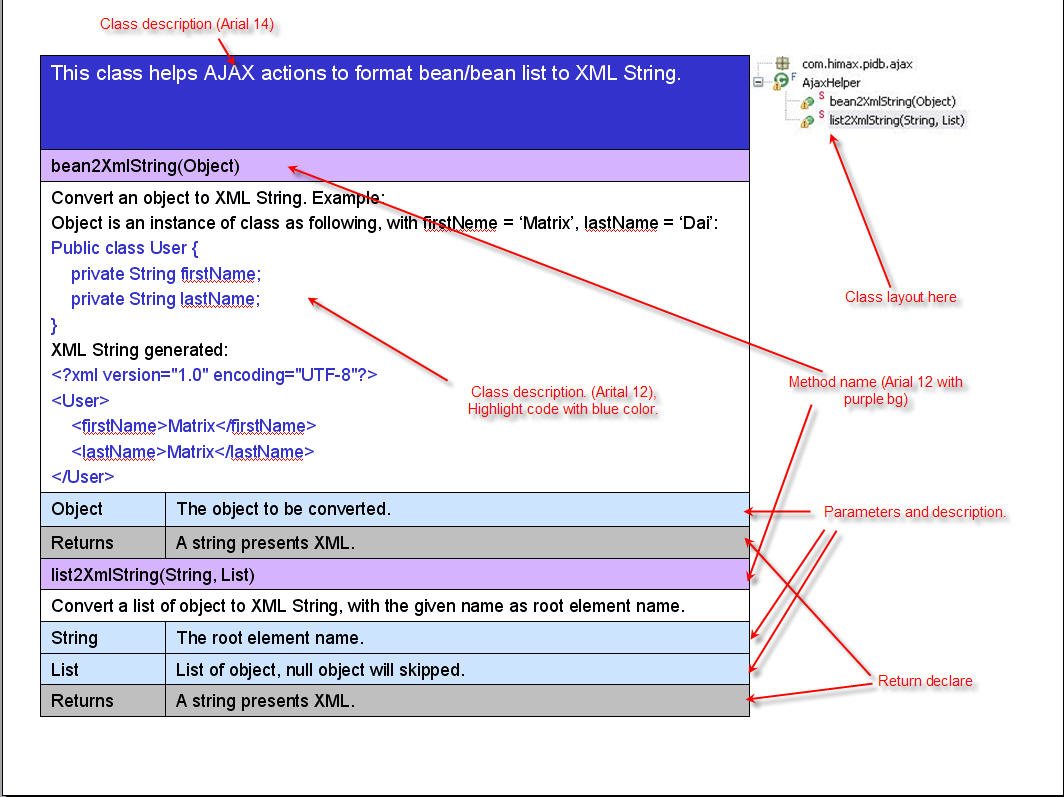 Class description (Arial 14)
This class helps AJAX actions to format bean/bean list to XML String.
com.himax.pidb.ajax
F
AjaxHelper
S
bean2XmlString(Object)
S
list2XmlString(String, List)
bean2XmlString(Object)
Convert an object to XML String. Example:
Object is an instance of class as following, with firstNeme = ‘Matrix’, lastName = ‘Dai’:
Public class User {
private String firstName;
private String lastName;
}
XML String generated:
<?xml version="1.0" encoding="UTF-8"?>
<User>
<firstName>Matrix</firstName>
<lastName>Matrix</lastName>
</User>
Class layout here
Class description. (Arital 12),
Highlight code with blue color.
Method name (Arial 12 with
purple bg)
Object
The object to be converted.
Parameters and description.
Returns
A string presents XML.
list2XmlString(String, List)
Convert a list of object to XML String, with the given name as root element name.
String
The root element name.
List
List of object, null object will skipped.
Return declare
Returns
A string presents XML.